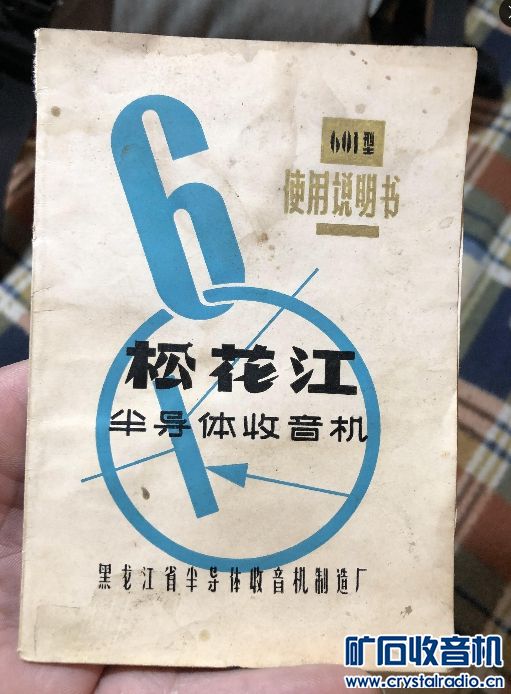 6
601型
使用说明书
松花江
半导体收音机
1
黑龙江省半导体收音机制造厂
矿石收音机
www.crystalradio.cn